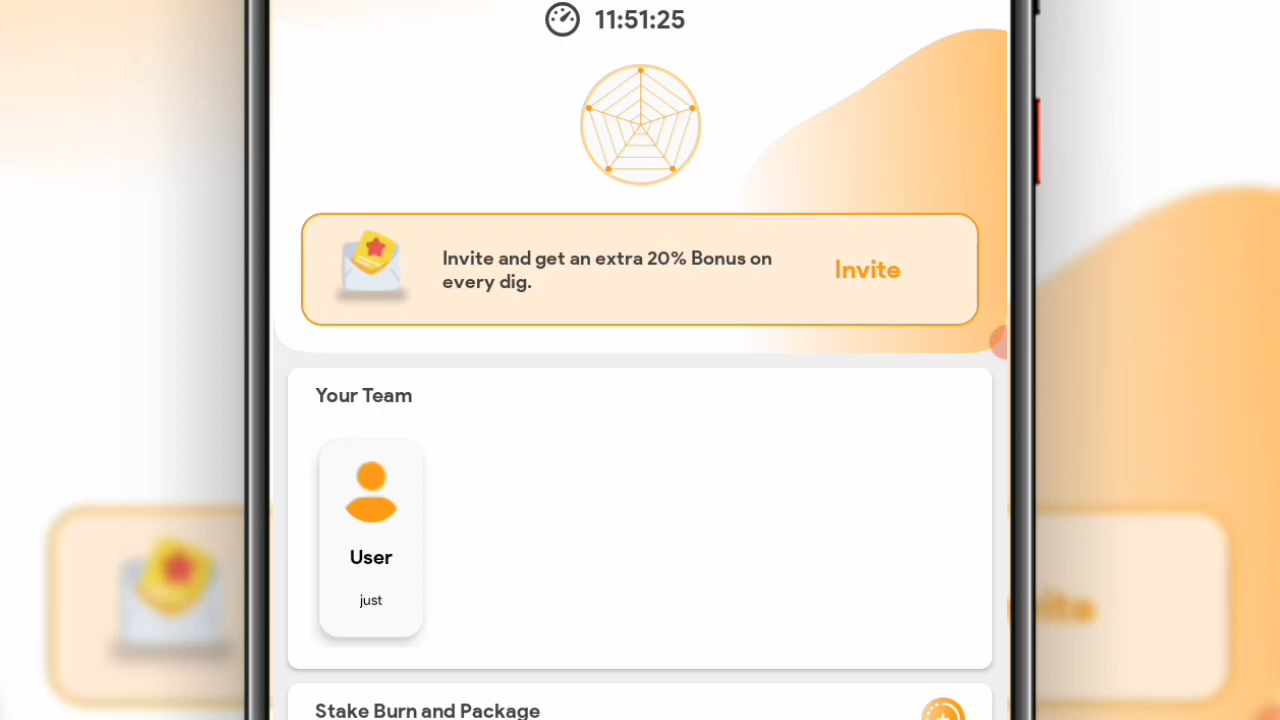 11:51:25
Invite and get an extra 20% Bonus on
every dig.
Invite
Your Team
User
just
Stake Burn and Package